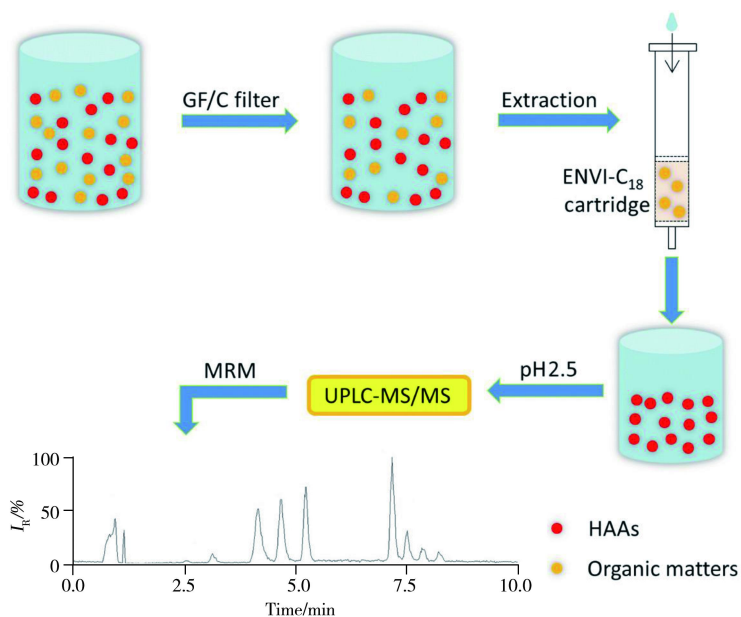 GF/C filter
Extraction
ENVI-C₁₈
cartridge
MRM
pH2.5
UPLC-MS/MS
100
50
0
I_R/%
0.0
2.5
5.0
7.5
10.0
Time/min
HAAs
Organic matters